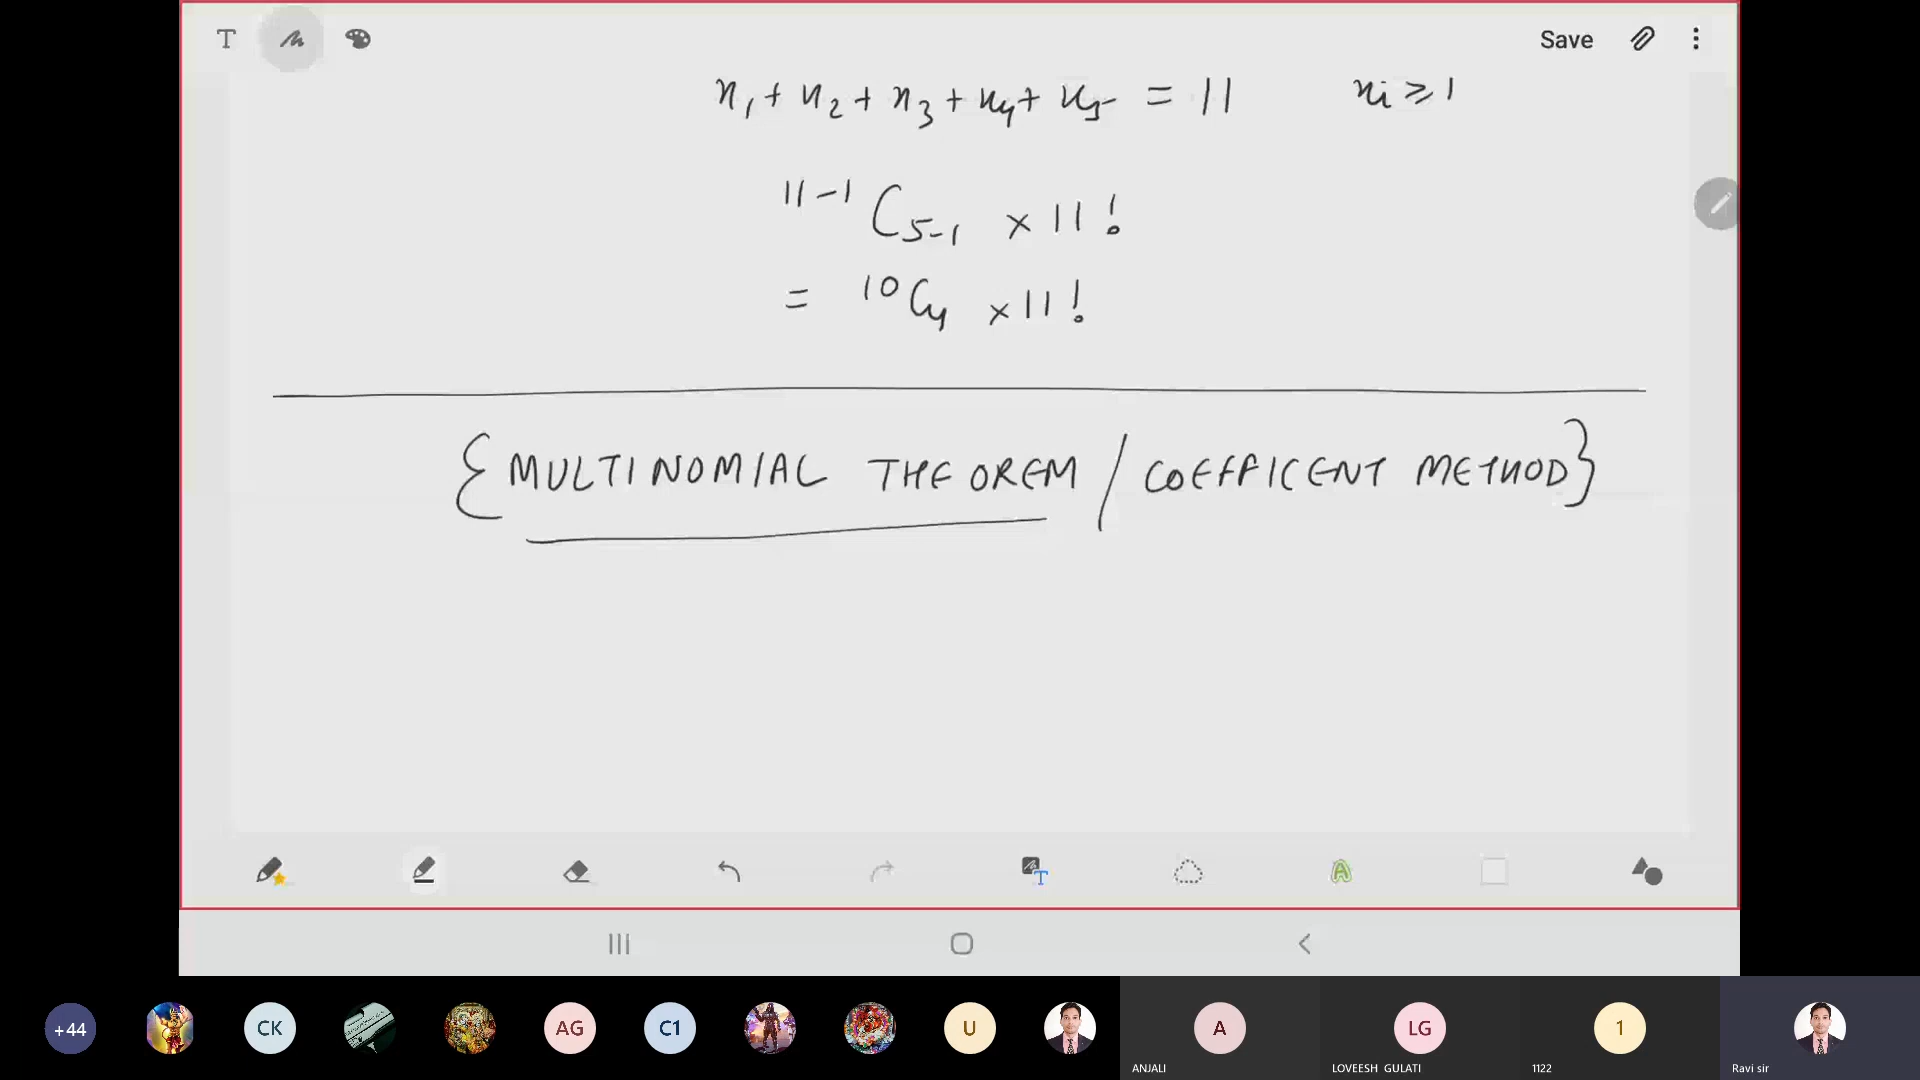 T Save
x₁ + x₂ + x₃ + x₄ + x₅ = 11 xi ≥ 1
¹¹⁻¹C₅₋₁ × 11!
= ¹⁰C₄ × 11!
{MULTINOMIAL THEOREM / COEFFICENT METHOD}
T A
+44 CK AG C1 U A LG 1
ANJALI LOVEESH GULATI 1122 Ravi sir